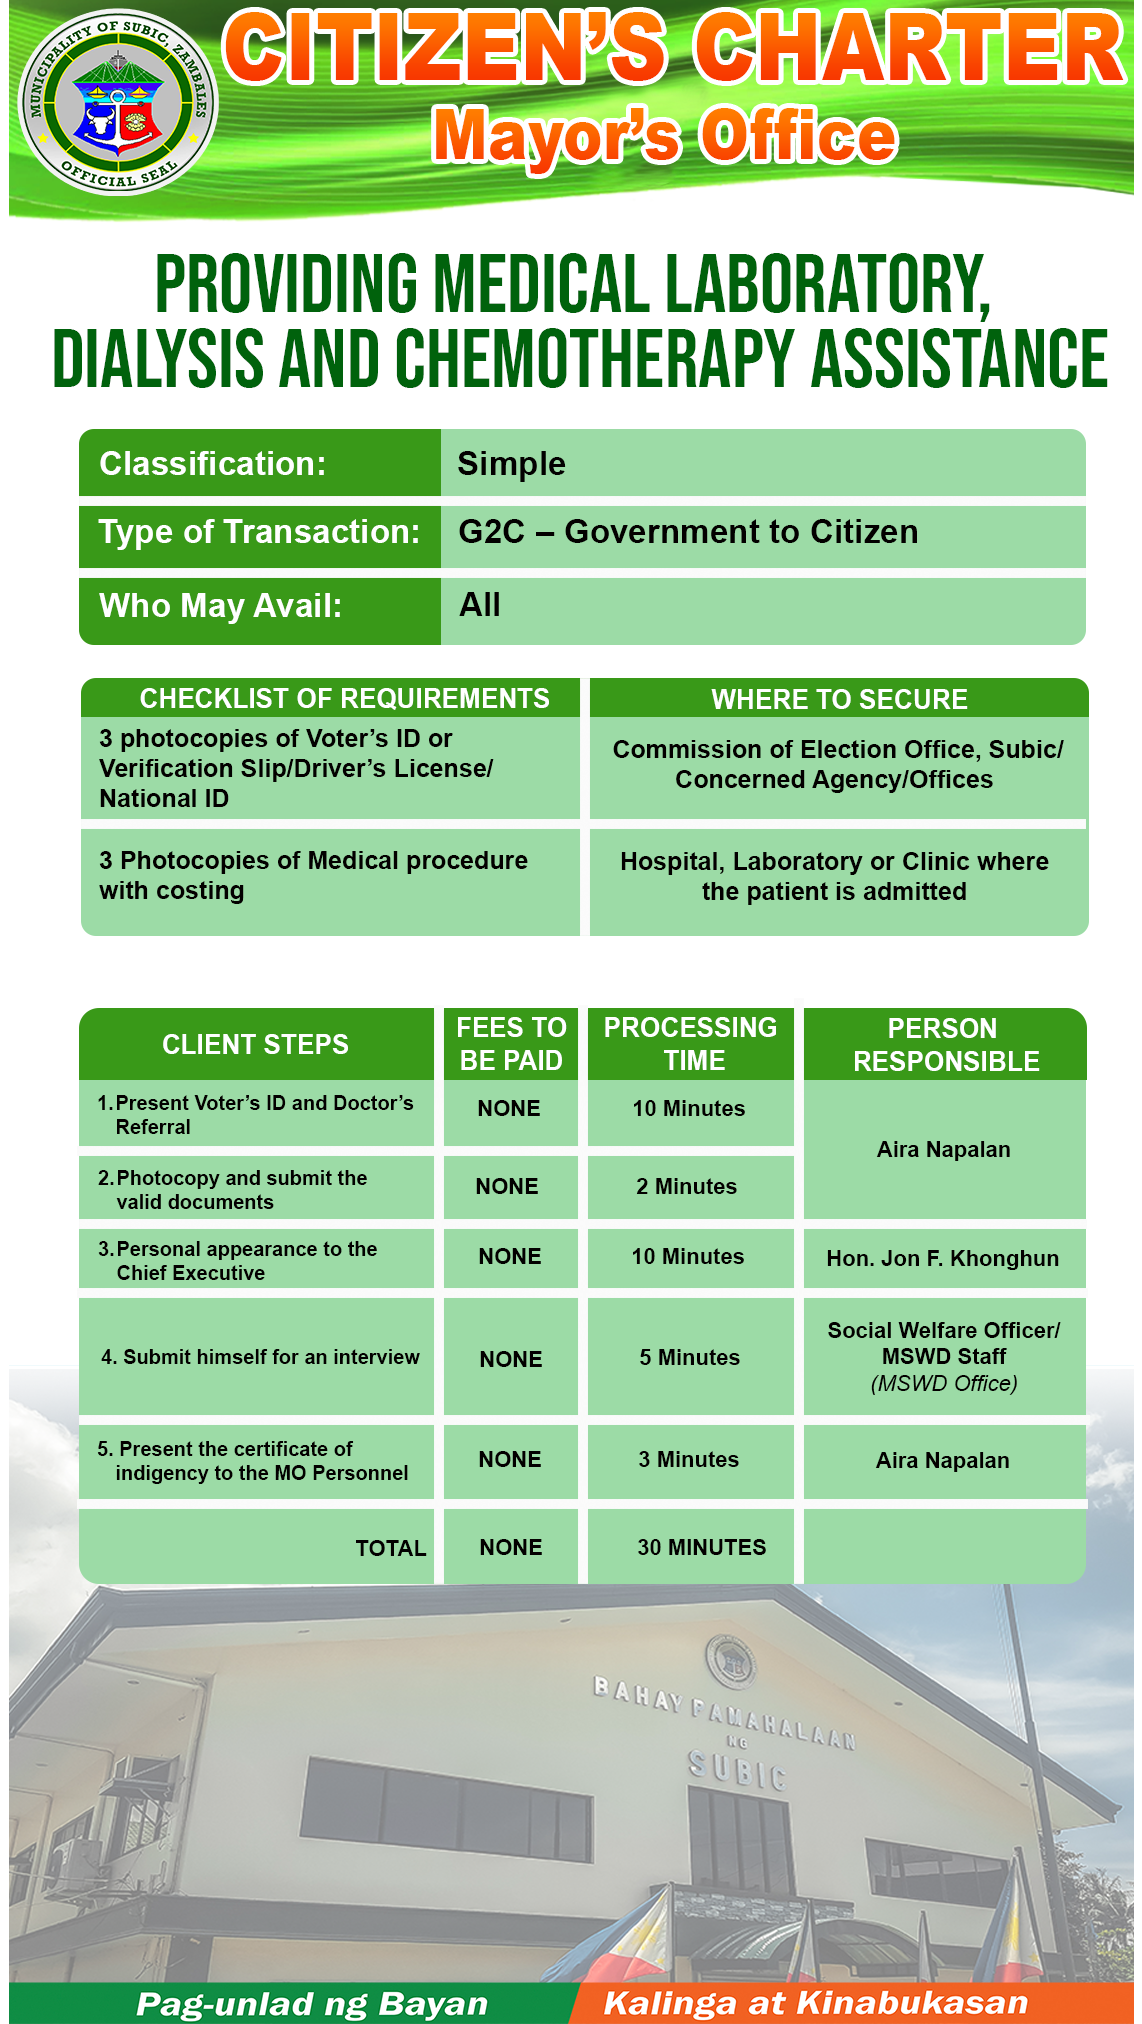 MUNICIPALITY OF SUBIC, ZAMBALES
OFFICIAL SEAL
CITIZEN'S CHARTER
Mayor's Office
PROVIDING MEDICAL LABORATORY,
DIALYSIS AND CHEMOTHERAPY ASSISTANCE
Classification: Simple
Type of Transaction: G2C – Government to Citizen
Who May Avail: All
CHECKLIST OF REQUIREMENTS
WHERE TO SECURE
3 photocopies of Voter's ID or
Verification Slip/Driver's License/
National ID
Commission of Election Office, Subic/
Concerned Agency/Offices
3 Photocopies of Medical procedure
with costing
Hospital, Laboratory or Clinic where
the patient is admitted
CLIENT STEPS
FEES TO
BE PAID
PROCESSING
TIME
PERSON
RESPONSIBLE
1. Present Voter's ID and Doctor's
Referral
NONE
10 Minutes
Aira Napalan
2. Photocopy and submit the
valid documents
NONE
2 Minutes
3. Personal appearance to the
Chief Executive
NONE
10 Minutes
Hon. Jon F. Khonghun
4. Submit himself for an interview
NONE
5 Minutes
Social Welfare Officer/
MSWD Staff
(MSWD Office)
5. Present the certificate of
indigency to the MO Personnel
NONE
3 Minutes
Aira Napalan
TOTAL
NONE
30 MINUTES
BAHAY PAMAHALAAN
NG
SUBIC
Pag-unlad ng Bayan
Kalinga at Kinabukasan